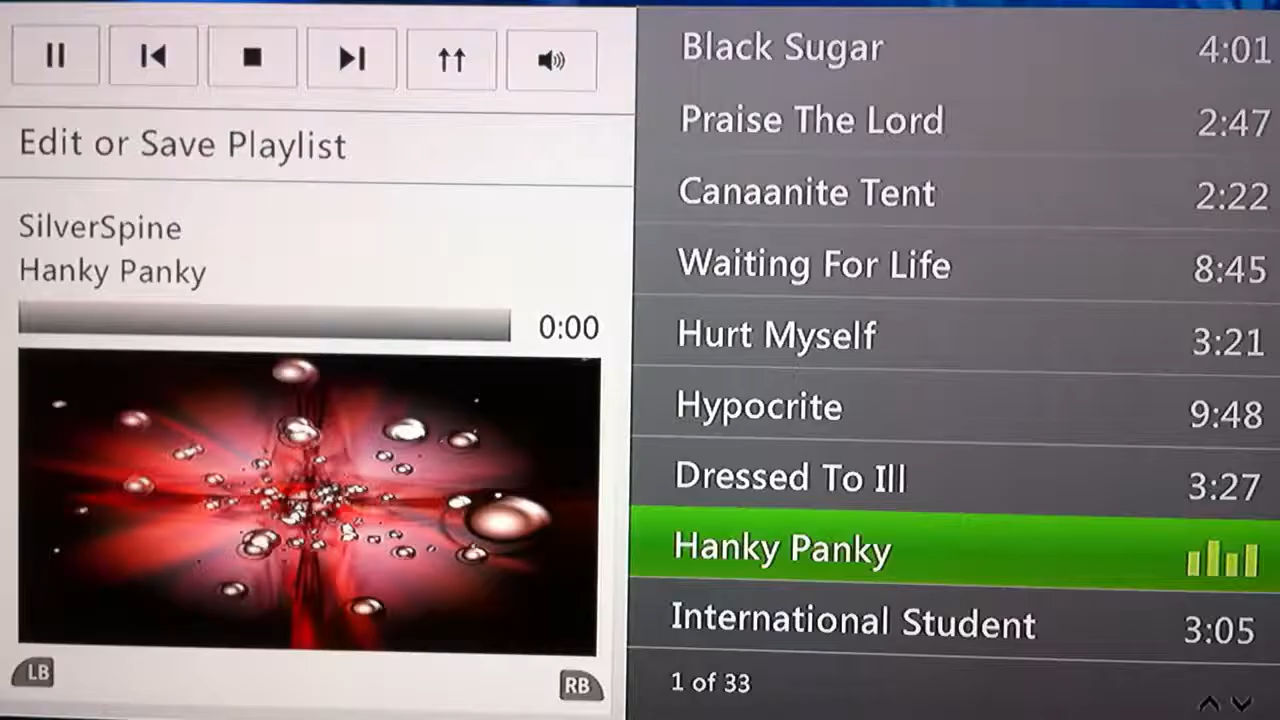 Edit or Save Playlist
SilverSpine
Hanky Panky
0:00
LB
RB
Black Sugar 4:01
Praise The Lord 2:47
Canaanite Tent 2:22
Waiting For Life 8:45
Hurt Myself 3:21
Hypocrite 9:48
Dressed To Ill 3:27
Hanky Panky
International Student 3:05
1 of 33